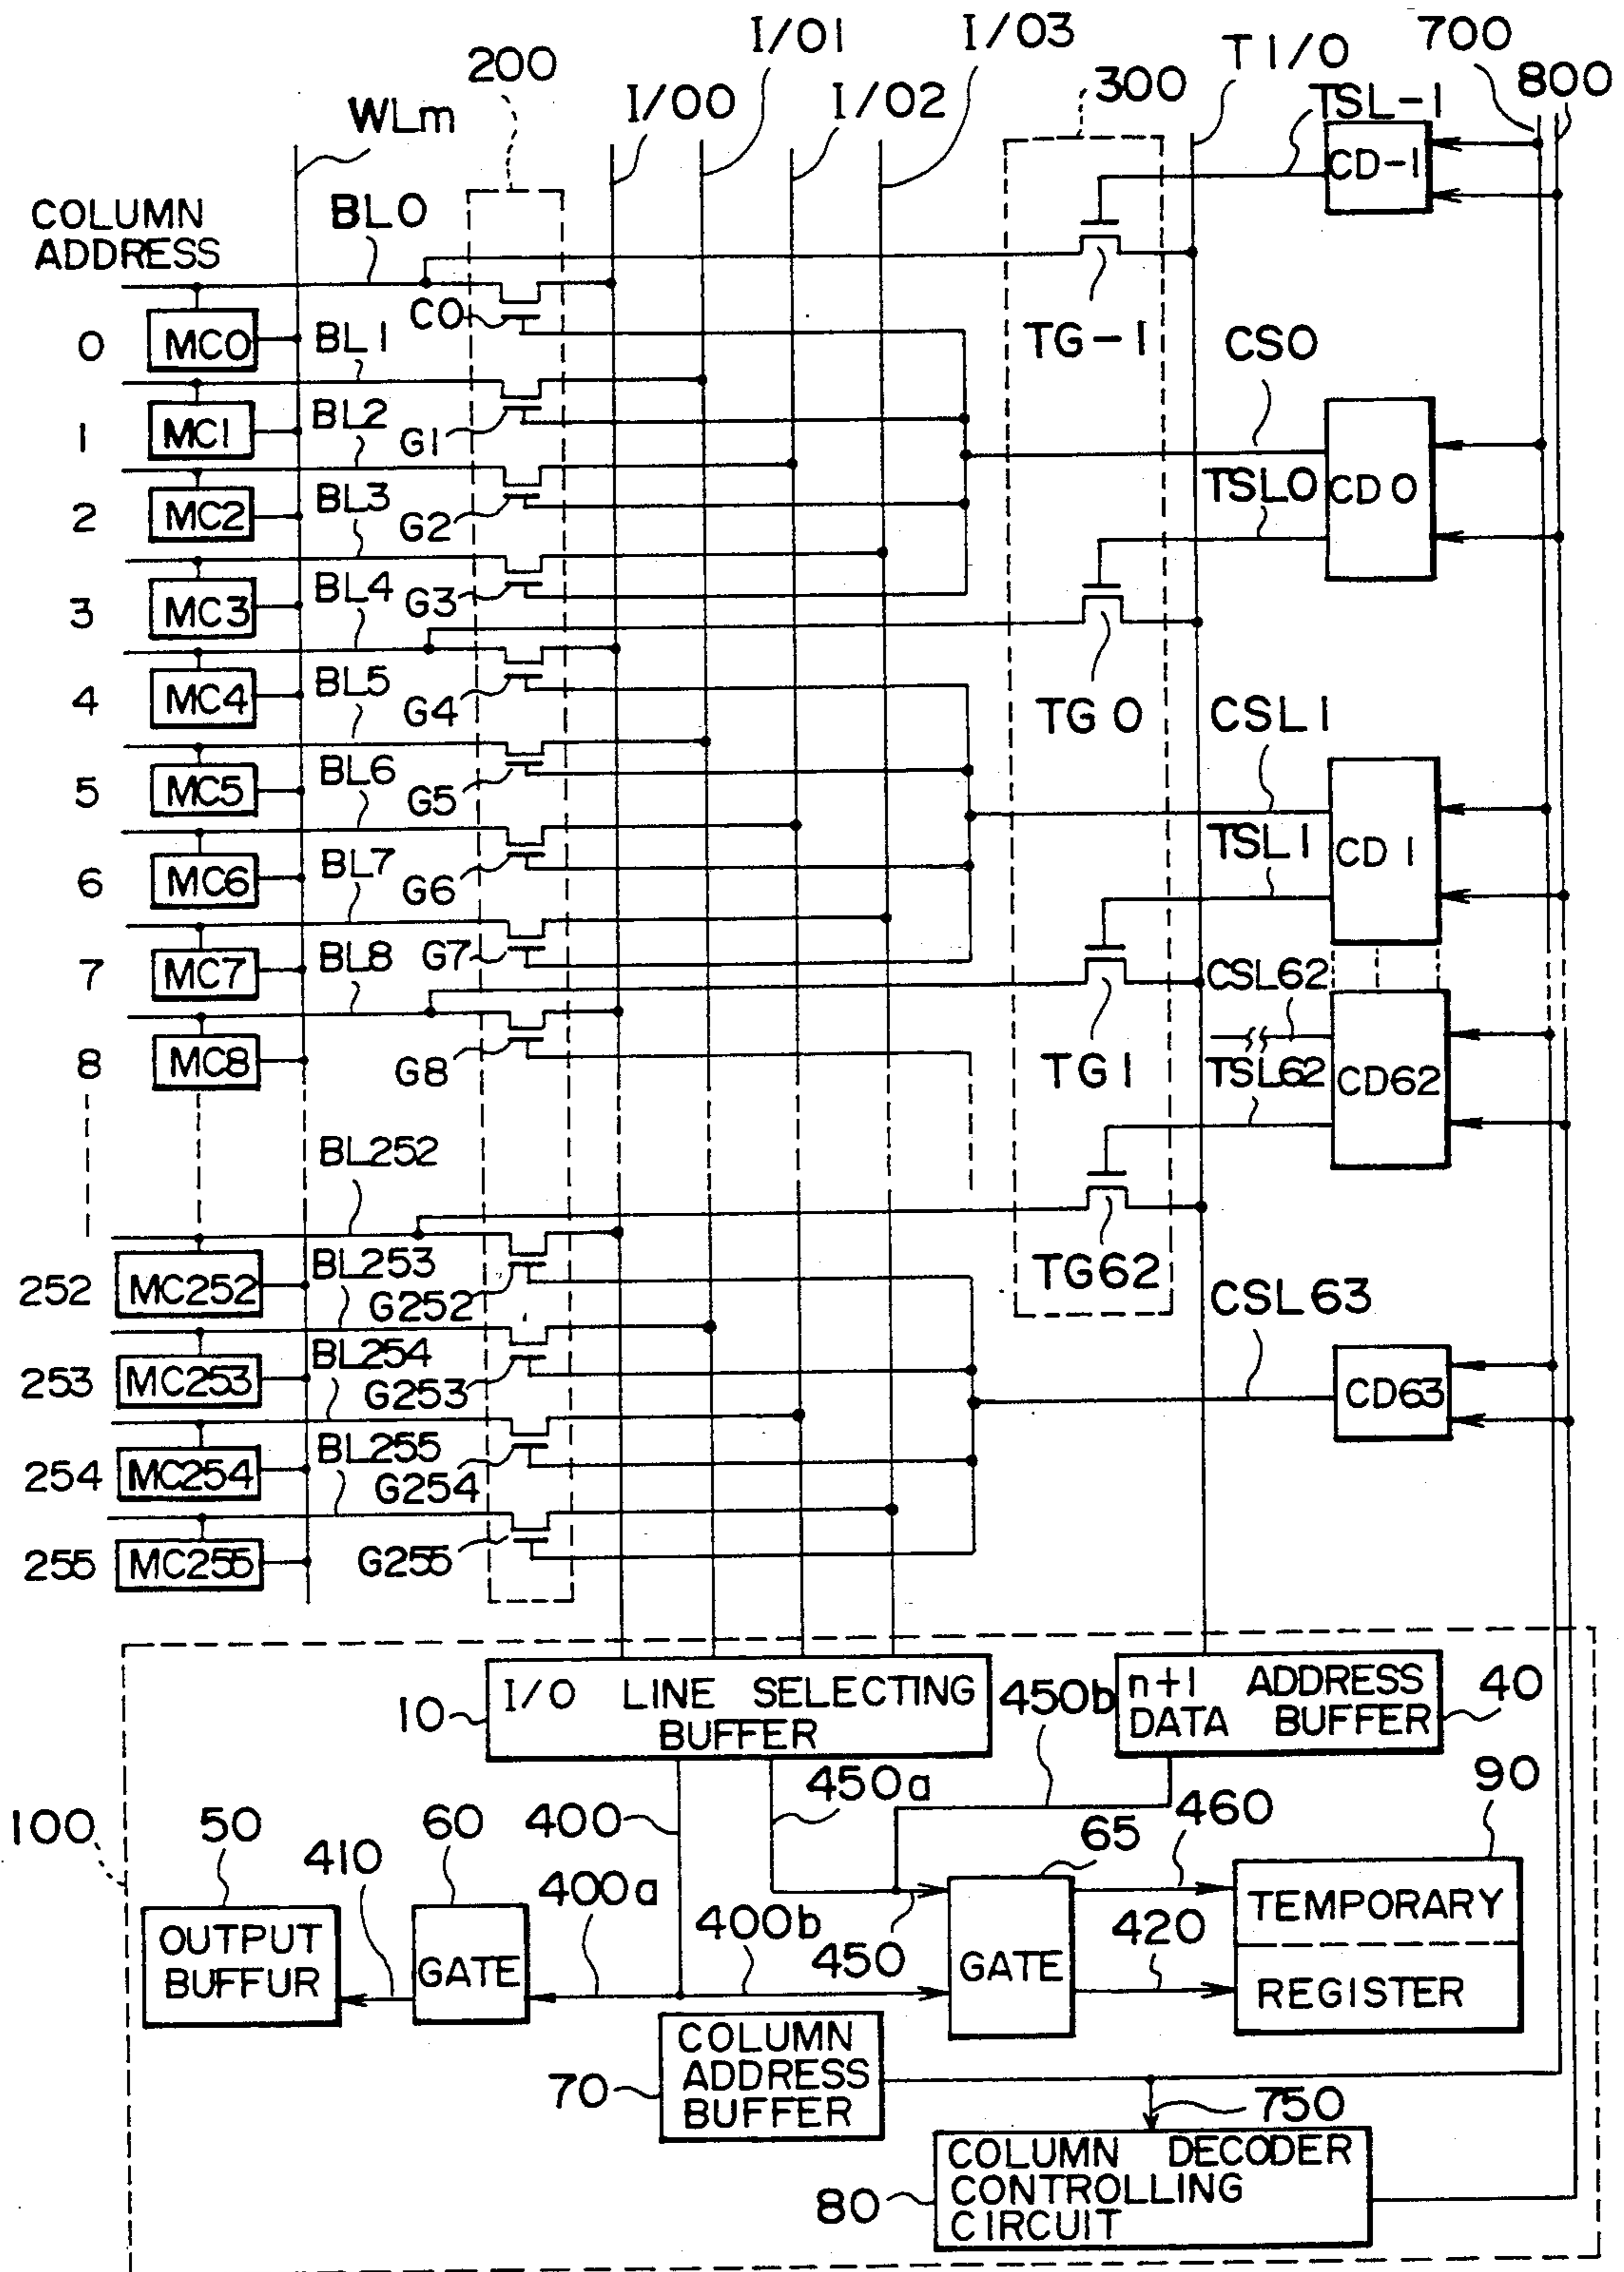 I/O1
I/O3
200
I/O0
I/O2
300
T I/O
700
800
WLm
TSL-1
CD-1
COLUMN
ADDRESS
BL0
C0
TG-1
CS0
0
MC0
BL1
1
MC1
BL2
G1
TSL0
CD0
2
MC2
BL3
G2
3
MC3
BL4
G3
4
MC4
BL5
G4
TG0
CSL1
5
MC5
BL6
G5
TSL1
CD1
6
MC6
BL7
G6
7
MC7
BL8
G7
CSL62
8
MC8
G8
TG1
TSL62
CD62
BL252
252
MC252
BL253
G252
TG62
CSL63
253
MC253
BL254
G253
CD63
254
MC254
BL255
G254
255
MC255
G255
10
I/O LINE SELECTING
BUFFER
450b
n+1 ADDRESS
DATA BUFFER
40
450a
90
100
50
60
400
65
460
410
400a
400b
450
420
OUTPUT
BUFFUR
GATE
GATE
TEMPORARY
REGISTER
70
COLUMN
ADDRESS
BUFFER
750
80
COLUMN DECODER
CONTROLLING
CIRCUIT